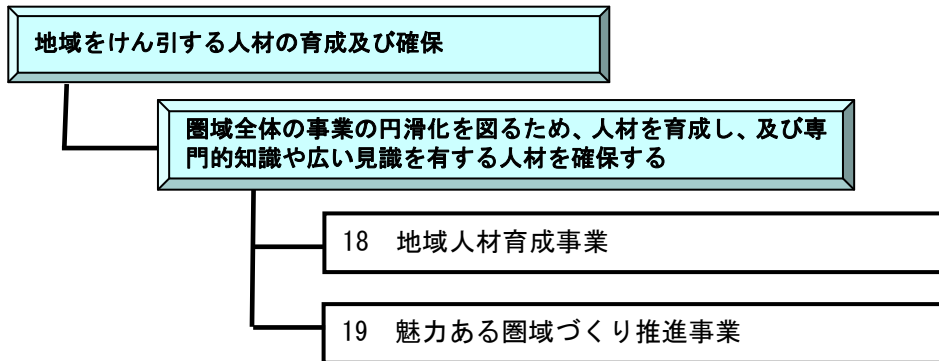 地域をけん引する人材の育成及び確保
圏域全体の事業の円滑化を図るため、人材を育成し、及び専
門的知識や広い見識を有する人材を確保する
18　地域人材育成事業
19　魅力ある圏域づくり推進事業